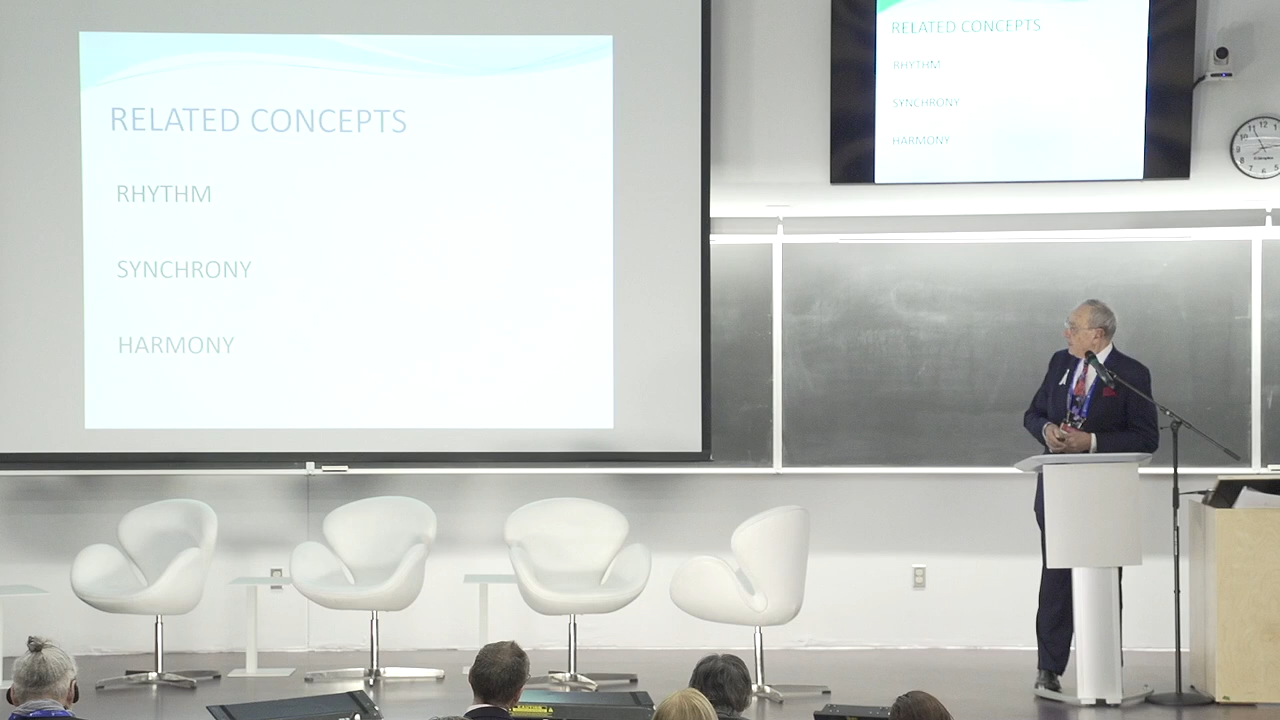 RELATED CONCEPTS
RHYTHM
SYNCHRONY
HARMONY
RELATED CONCEPTS
RHYTHM
SYNCHRONY
HARMONY